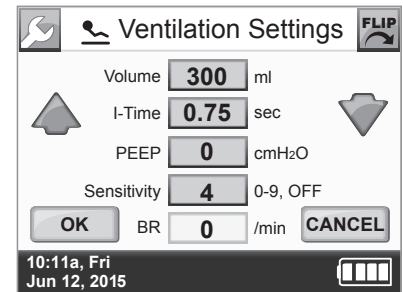 Ventilation Settings FLIP
Volume 300 ml
I-Time 0.75 sec
PEEP 0 cmH₂O
Sensitivity 4 0-9, OFF
OK BR 0 /min CANCEL
10:11a, Fri
Jun 12, 2015